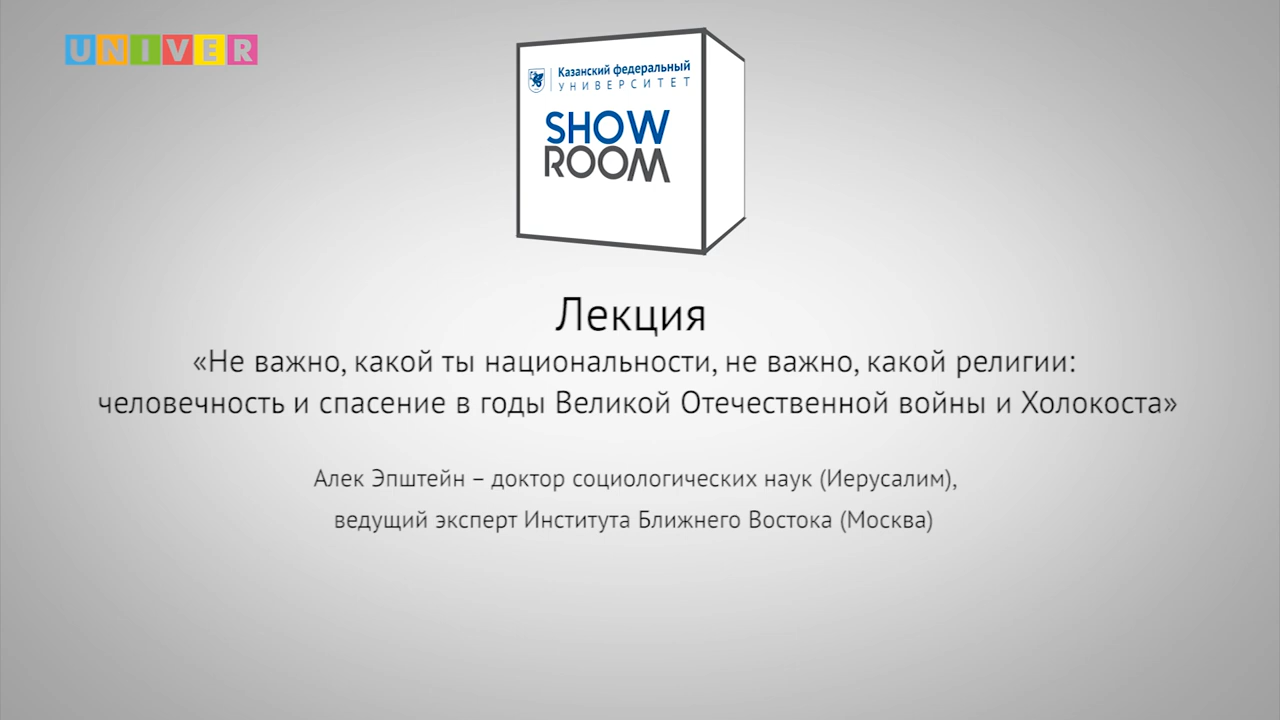 UNIVER
Казанский федеральный
УНИВЕРСИТЕТ
SHOW
ROOM
Лекция
«Не важно, какой ты национальности, не важно, какой религии:
человечность и спасение в годы Великой Отечественной войны и Холокоста»
Алек Эпштейн – доктор социологических наук (Иерусалим),
ведущий эксперт Института Ближнего Востока (Москва)